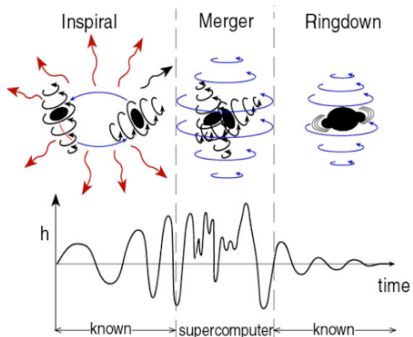 Inspiral Merger Ringdown
h
time
known supercomputer known